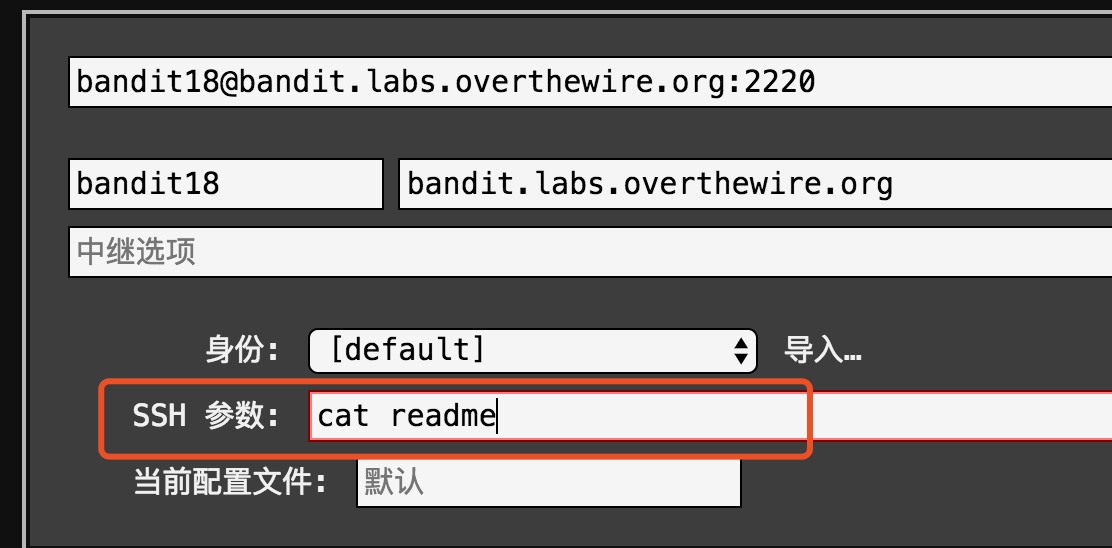 bandit18@bandit.labs.overthewire.org:2220
bandit18 bandit.labs.overthewire.org
中继选项
身份: [default] 导入…
SSH 参数: cat readme
当前配置文件: 默认